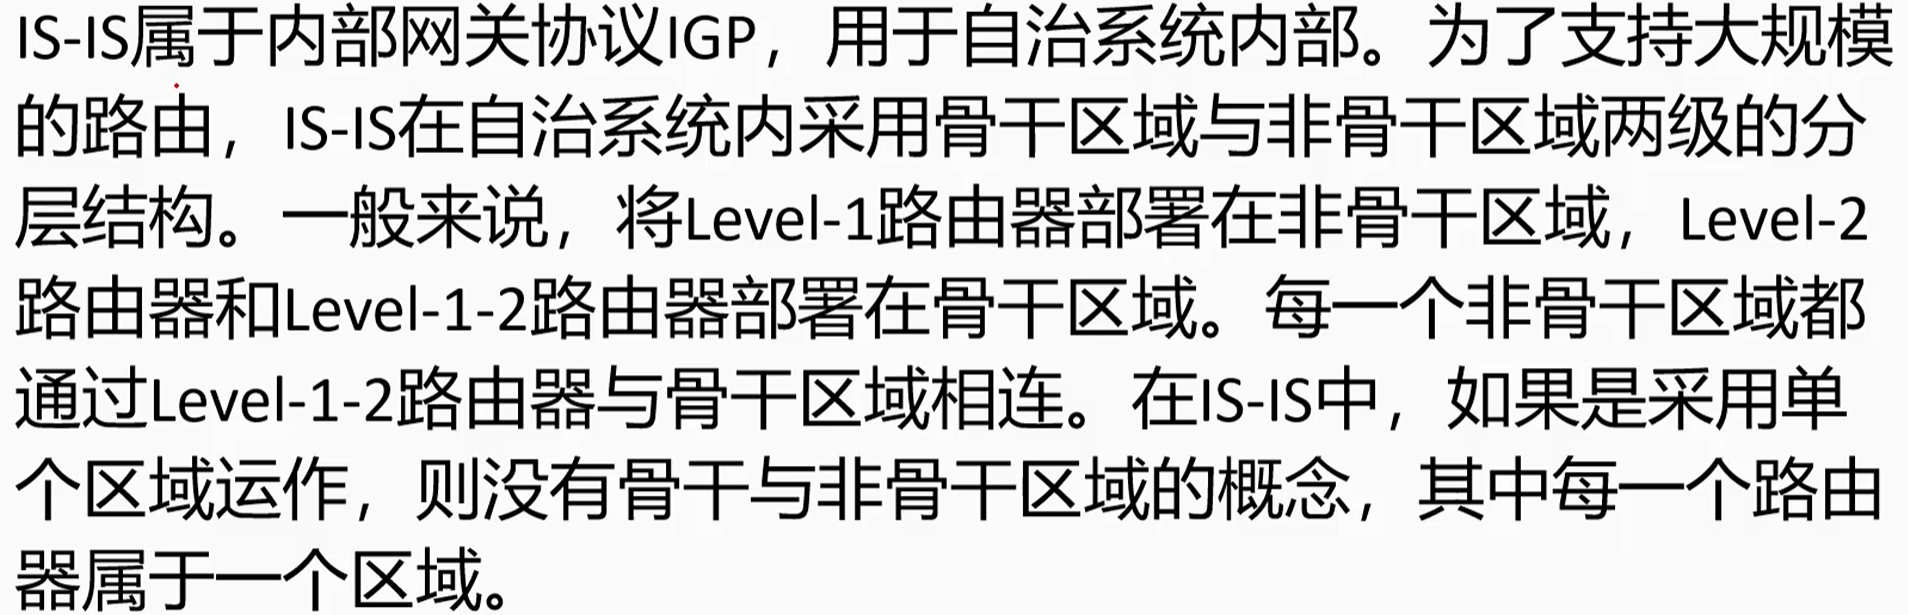 IS-IS属于内部网关协议IGP，用于自治系统内部。为了支持大规模
的路由，IS-IS在自治系统内采用骨干区域与非骨干区域两级的分
层结构。一般来说，将Level-1路由器部署在非骨干区域，Level-2
路由器和Level-1-2路由器部署在骨干区域。每一个非骨干区域都
通过Level-1-2路由器与骨干区域相连。在IS-IS中，如果是采用单
个区域运作，则没有骨干与非骨干区域的概念，其中每一个路由
器属于一个区域。